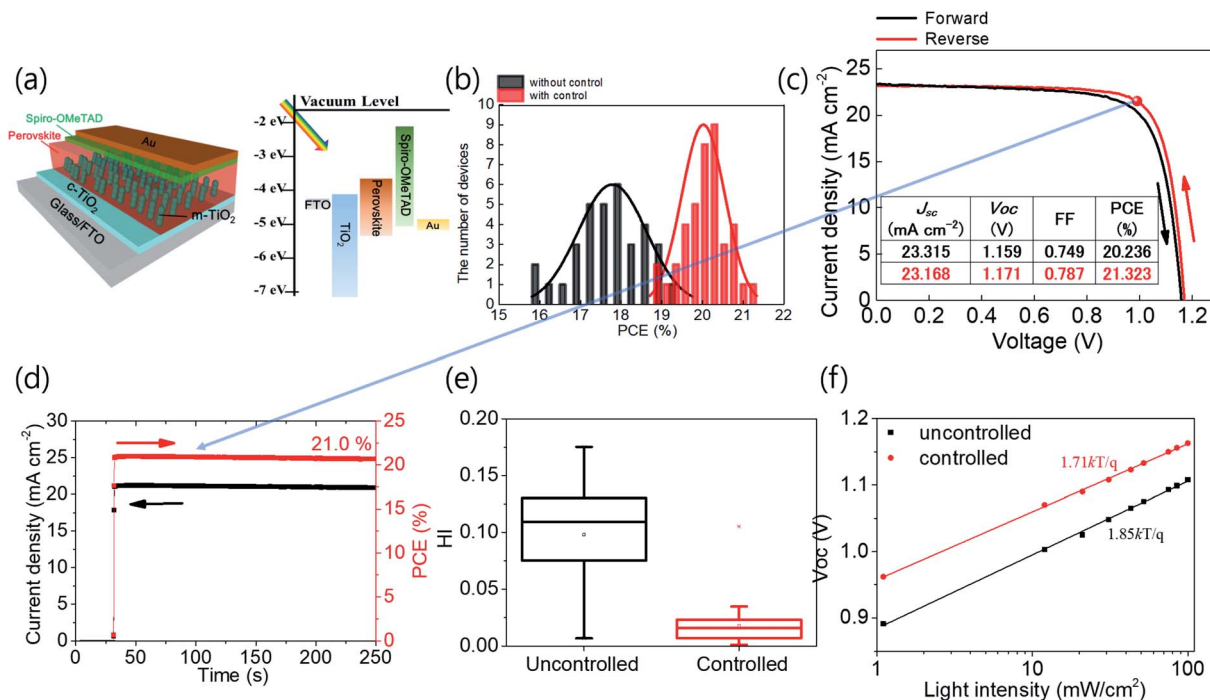 (a)
Spiro-OMeTAD
Perovskite
Au
c-TiO2
m-TiO2
Glass/FTO
Vacuum Level
-2 eV
-3 eV
-4 eV
-5 eV
-6 eV
-7 eV
FTO
TiO2
Perovskite
Spiro-OMeTAD
Au
(b)
without control
with control
The number of devices
10
9
8
7
6
5
4
3
2
1
0
15 16 17 18 19 20 21 22
PCE (%)
(c)
Forward
Reverse
Current density (mA cm-2)
25
20
15
10
5
0
Jsc (mA cm-2) Voc (V) FF PCE (%)
23.315 1.159 0.749 20.236
23.168 1.171 0.787 21.323
0.0 0.2 0.4 0.6 0.8 1.0 1.2
Voltage (V)
(d)
Current density (mA cm-2)
30
25
20
15
10
5
0
21.0 %
25
20
15
10
5
0
PCE (%)
0 50 100 150 200 250
Time (s)
(e)
HI
0.20
0.15
0.10
0.05
0.00
Uncontrolled Controlled
(f)
Voc (V)
1.2
1.1
1.0
0.9
uncontrolled
controlled
1.71kT/q
1.85kT/q
1 10 100
Light intensity (mW/cm2)